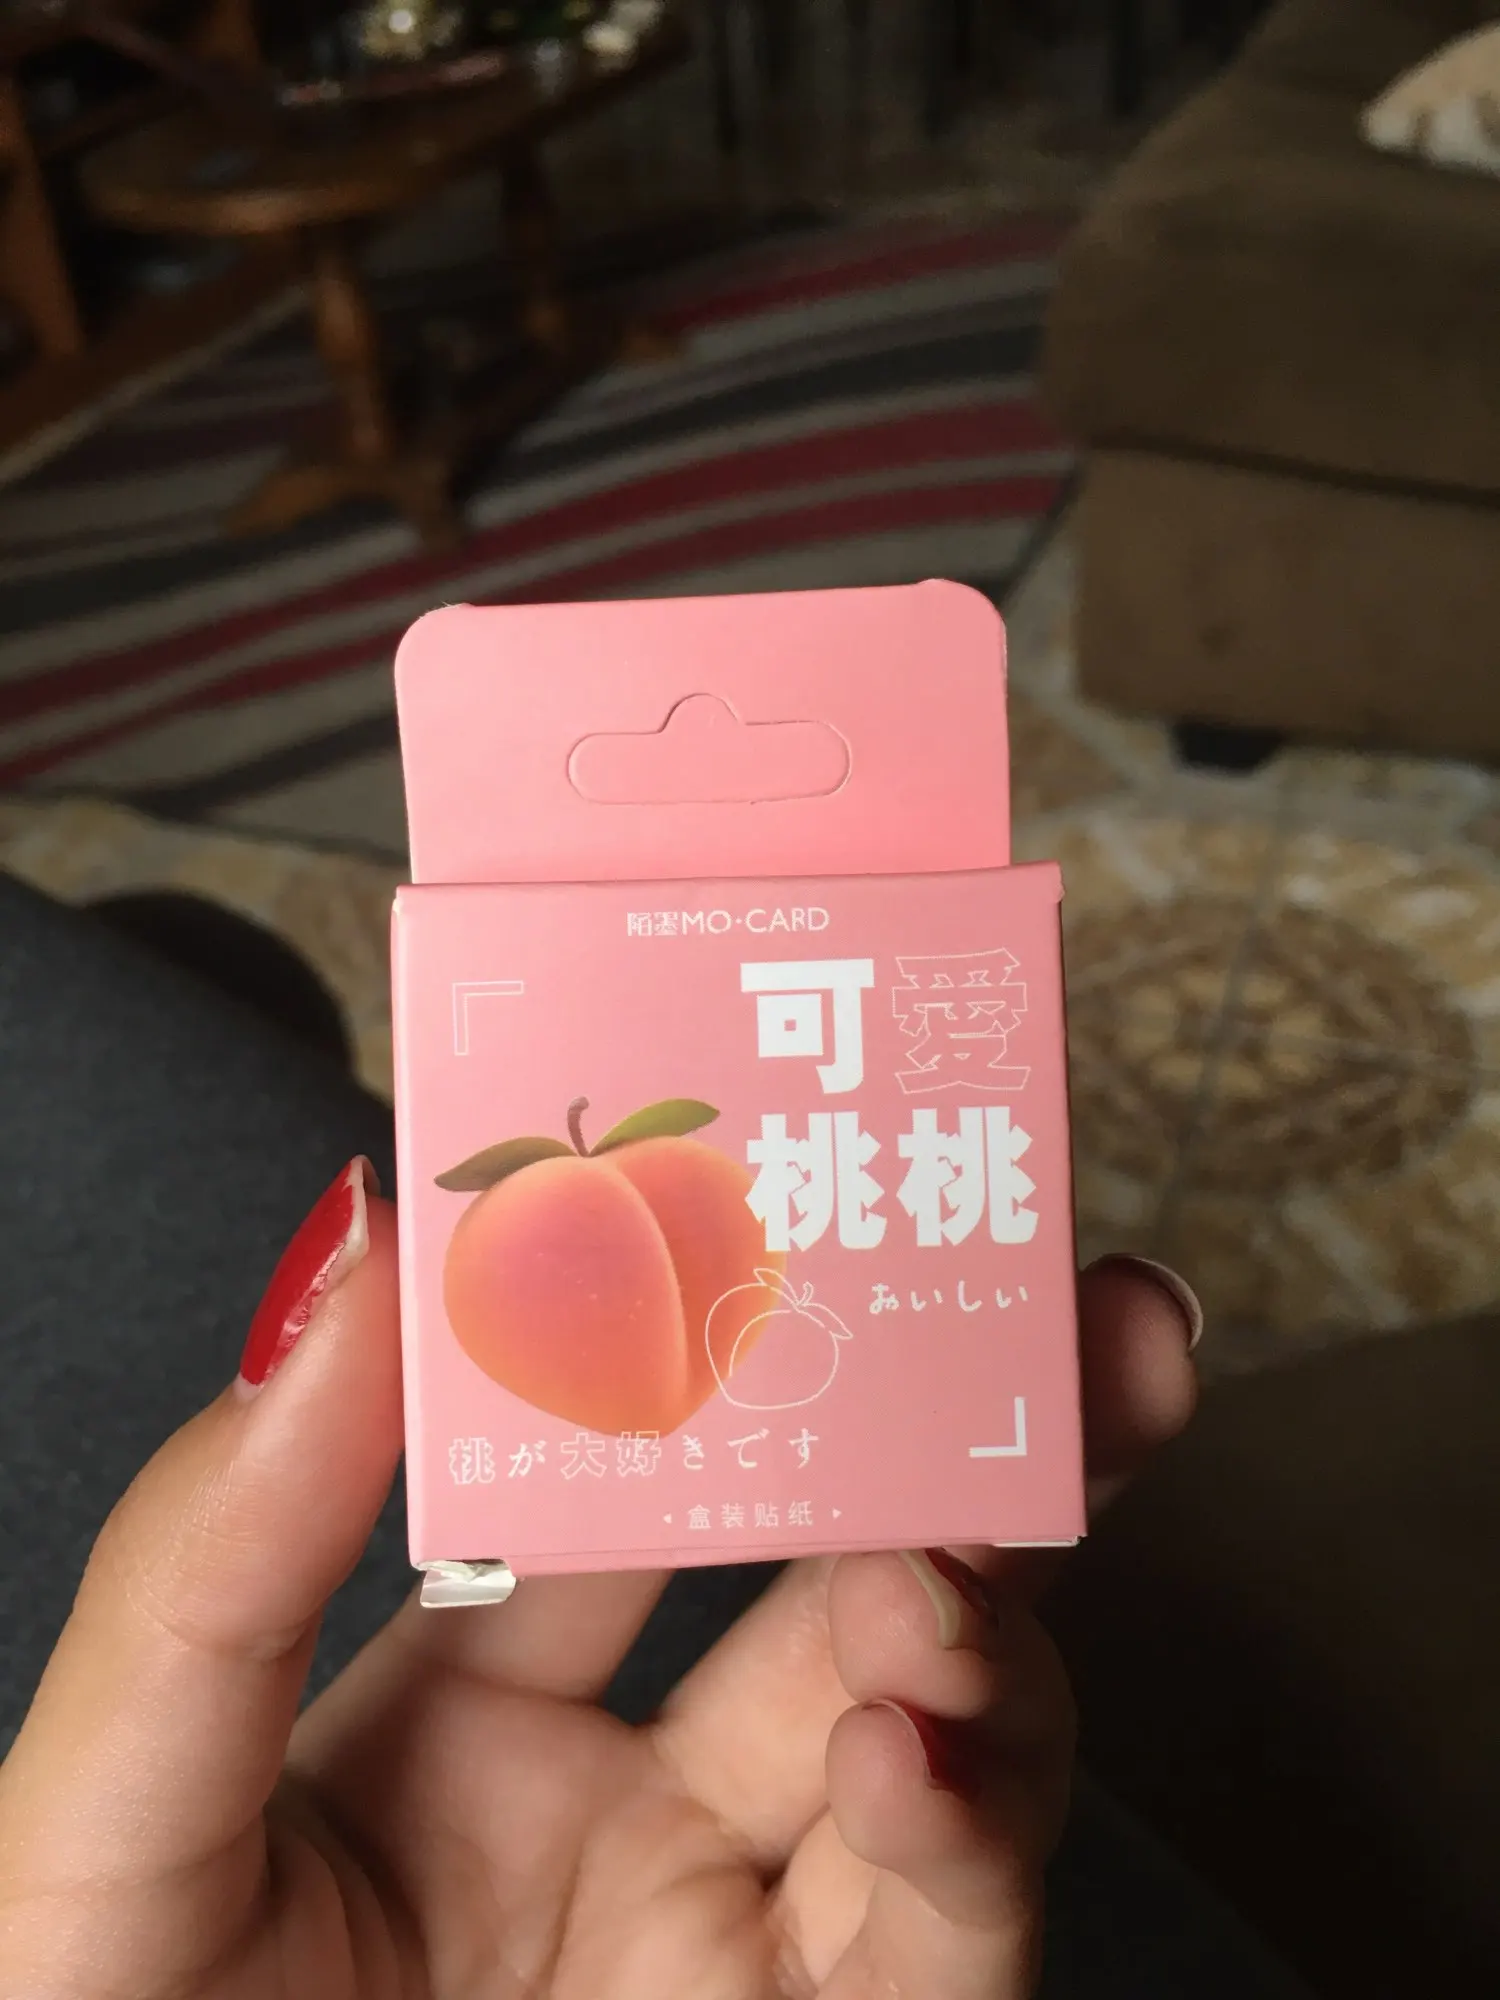 陌墨MO·CARD
可愛
桃桃
おいしい
桃が大好きです
盒装贴纸